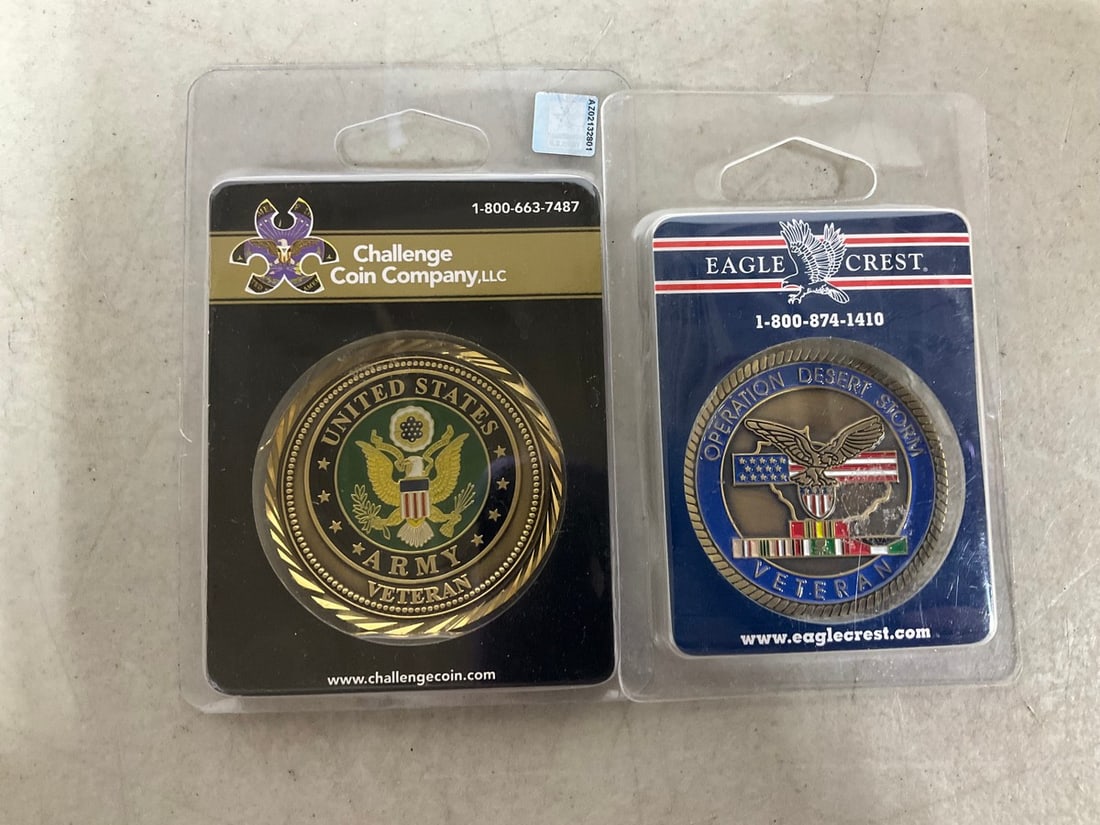 AZ02132801
1-800-663-7487
Challenge
Coin Company, LLC
UNITED STATES
ARMY
VETERAN
www.challengecoin.com
EAGLE CREST®
1-800-874-1410
OPERATION DESERT STORM
VETERAN
www.eaglecrest.com